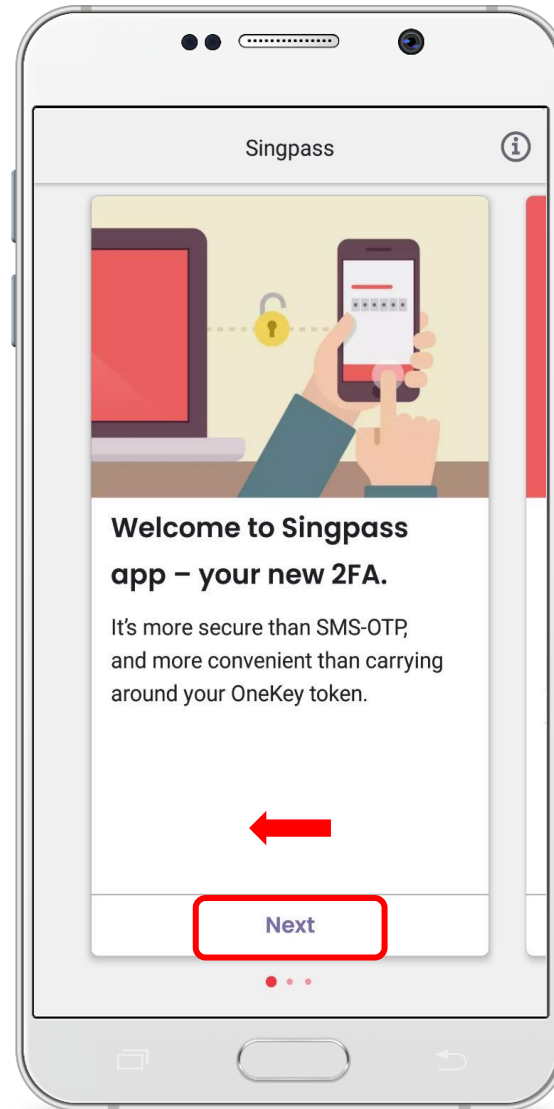 Singpass
Welcome to Singpass
app – your new 2FA.
It's more secure than SMS-OTP,
and more convenient than carrying
around your OneKey token.
Next